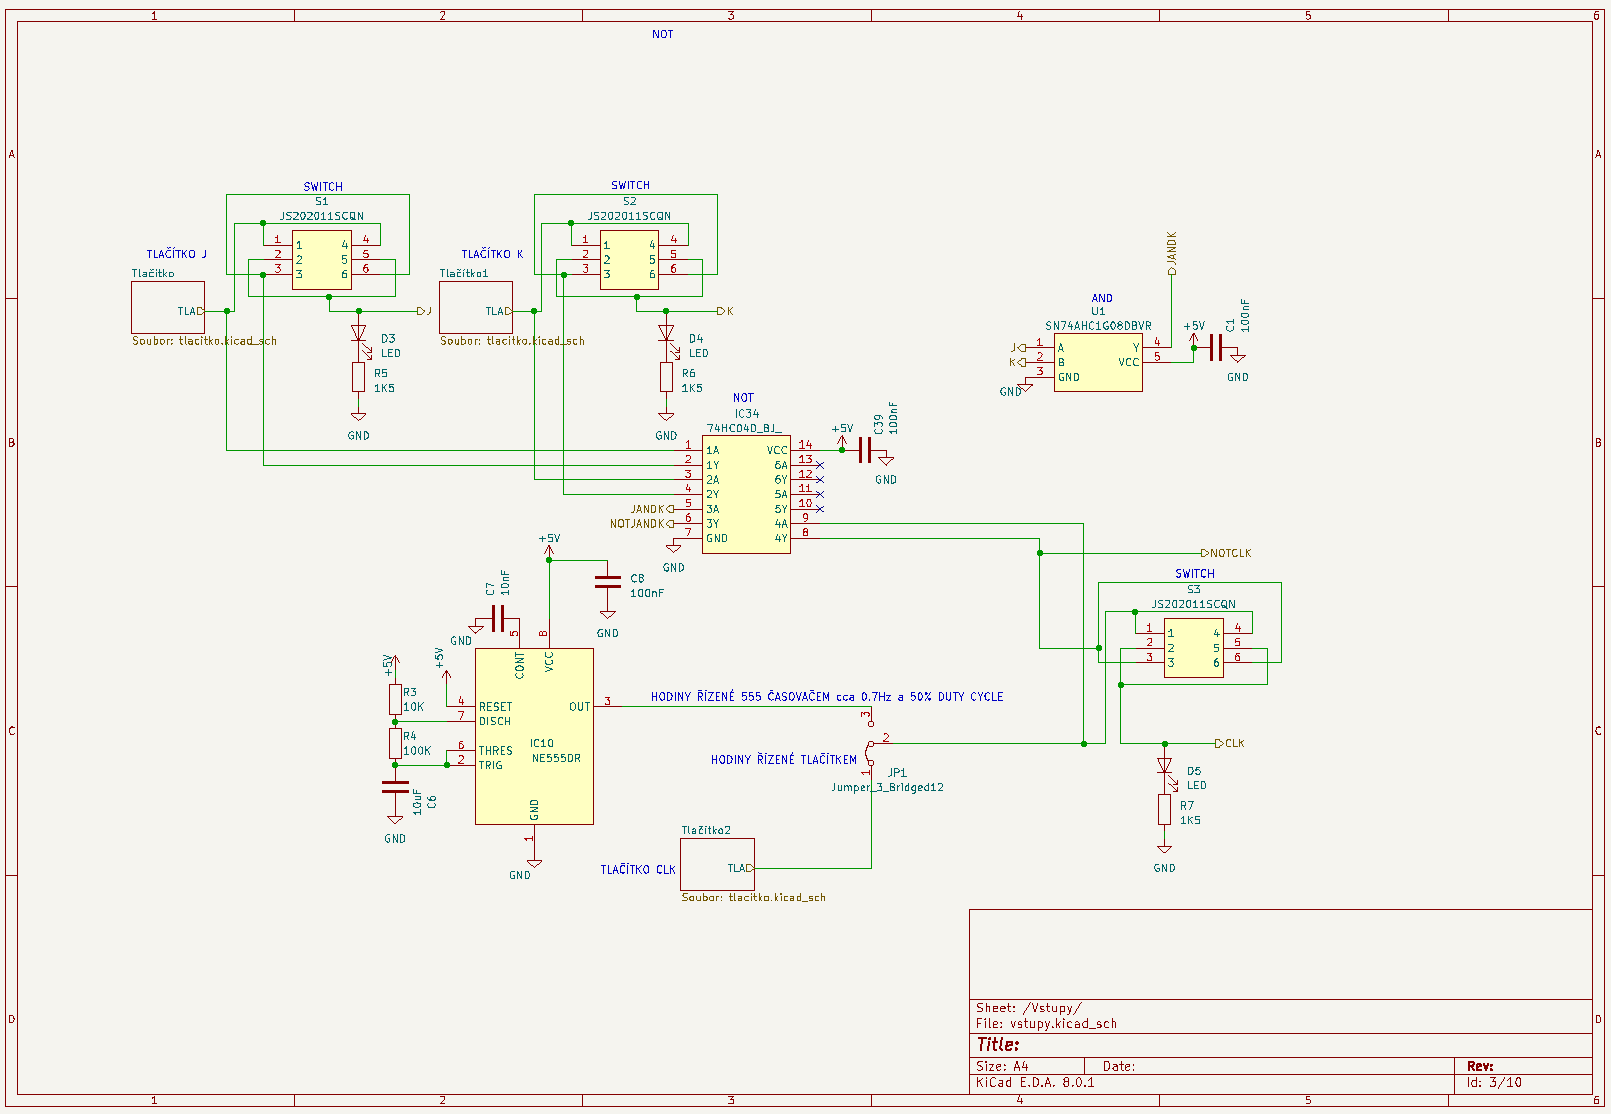 1 2 3 4 5 6
NOT
A A
SWITCH
S1
JS202011SCQN
1 1 4 4
2 2 5 5
3 3 6 6
TLAČÍTKO J
Tlačítko
TLA
Soubor: tlacitko.kicad_sch
J
D3
LED
R5
1K5
GND
SWITCH
S2
JS202011SCQN
1 1 4 4
2 2 5 5
3 3 6 6
TLAČÍTKO K
Tlačítko1
TLA
Soubor: tlacitko.kicad_sch
K
D4
LED
R6
1K5
GND
JANDK
AND
U1
SN74AHC1G08DBVR
J 1 A Y 4
K 2 B VCC 5
3 GND
GND
+5V
C1
100nF
GND
B B
NOT
IC34
74HC04D_BJ_
1 1A VCC 14
2 1Y 6A 13
3 2A 6Y 12
4 2Y 5A 11
JANDK 5 3A 5Y 10
NOTJANDK 6 3Y 4A 9
7 GND 4Y 8
GND
+5V
C39
100nF
GND
NOTCLK
+5V
C8
100nF
GND
C7
10nF
GND
5 8
CONT VCC
+5V
R3
10K
R4
100K
10uF
C6
GND
+5V
4 RESET OUT 3
7 DISCH
6 THRES
2 TRIG
IC10
NE555DR
GND
1
GND
HODINY ŘÍZENÉ 555 ČASOVAČEM cca 0.7Hz a 50% DUTY CYCLE
3
2
HODINY ŘÍZENÉ TLAČÍTKEM
1
JP1
Jumper_3_Bridged12
Tlačítko2
TLAČÍTKO CLK
TLA
Soubor: tlacitko.kicad_sch
SWITCH
S3
JS202011SCQN
1 1 4 4
2 2 5 5
3 3 6 6
CLK
D5
LED
R7
1K5
GND
C C
D D
Sheet: /Vstupy/
File: vstupy.kicad_sch
Title:
Size: A4 Date: Rev:
KiCad E.D.A. 8.0.1 Id: 3/10
1 2 3 4 5 6